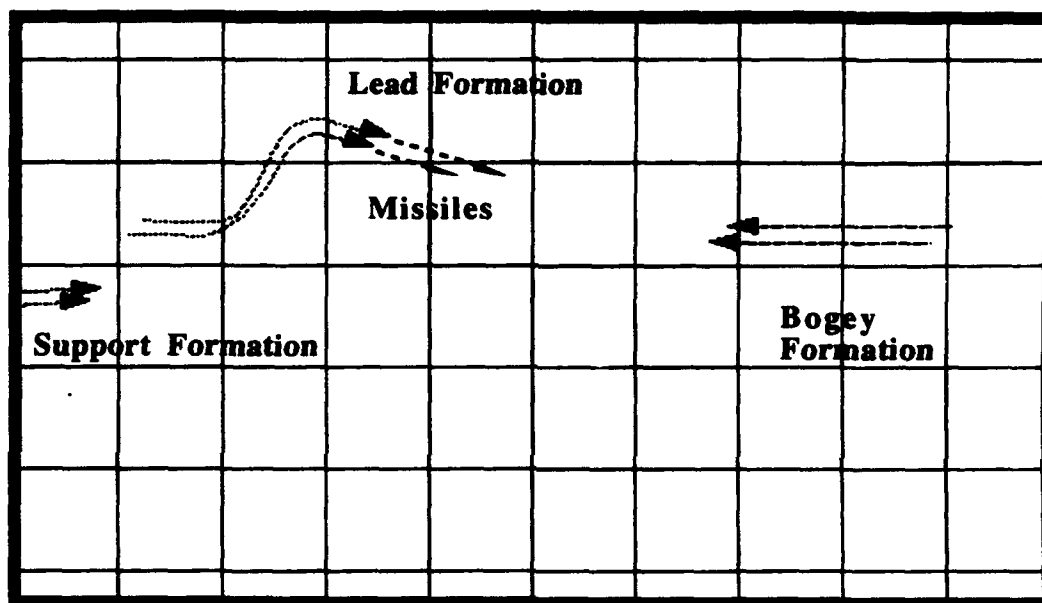 Lead Formation
Missiles
Support Formation
Bogey
Formation